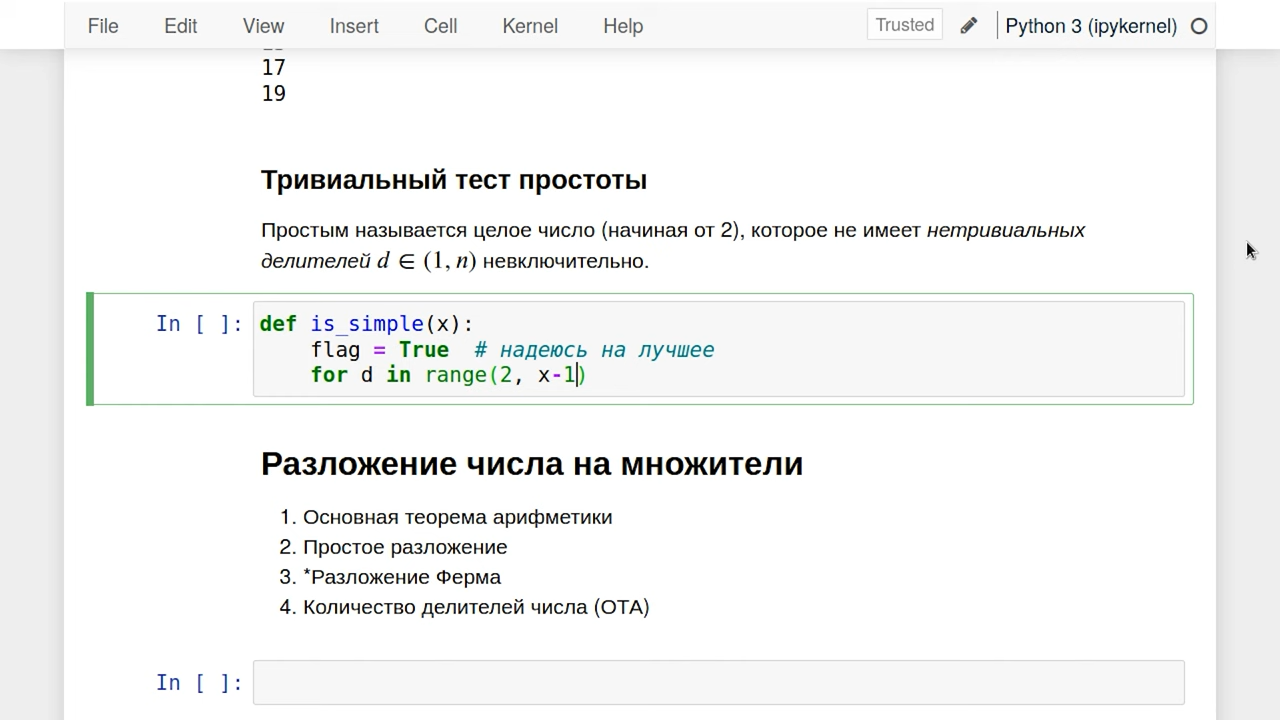 File Edit View Insert Cell Kernel Help Trusted Python 3 (ipykernel)
17
19
Тривиальный тест простоты
Простым называется целое число (начиная от 2), которое не имеет нетривиальных
делителей d ∈ (1, n) невключительно.
In [ ]: def is_simple(x):
flag = True # надеюсь на лучшее
for d in range(2, x-1)
Разложение числа на множители
1. Основная теорема арифметики
2. Простое разложение
3. *Разложение Ферма
4. Количество делителей числа (ОТА)
In [ ]: